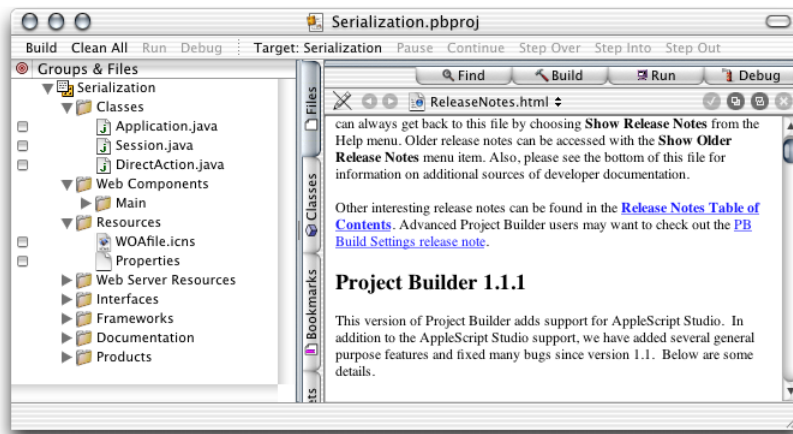 Serialization.pbproj
Build Clean All Run Debug Target: Serialization Pause Continue Step Over Step Into Step Out
Groups & Files
Serialization
Classes
Application.java
Session.java
DirectAction.java
Web Components
Main
Resources
WOAfile.icns
Properties
Web Server Resources
Interfaces
Frameworks
Documentation
Products
Files
Classes
Bookmarks
Find Build Run Debug
ReleaseNotes.html
can always get back to this file by choosing Show Release Notes from the
Help menu. Older release notes can be accessed with the Show Older
Release Notes menu item. Also, please see the bottom of this file for
information on additional sources of developer documentation.
Other interesting release notes can be found in the Release Notes Table of
Contents. Advanced Project Builder users may want to check out the PB
Build Settings release note.
Project Builder 1.1.1
This version of Project Builder adds support for AppleScript Studio. In
addition to the AppleScript Studio support, we have added several general
purpose features and fixed many bugs since version 1.1. Below are some
details.